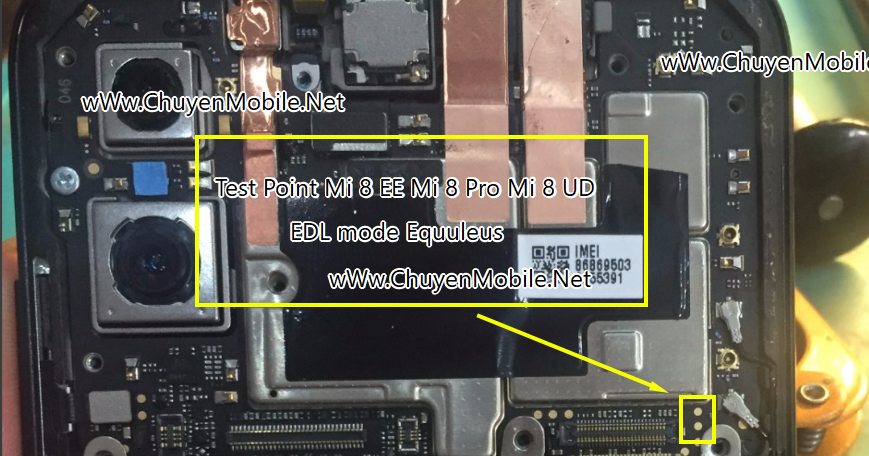 wWw.ChuyenMobile
wWw.ChuyenMobile.Net
046
Test Point Mi 8 EE Mi 8 Pro Mi 8 UD
EDL mode Equuleus
IMEI
86869503
5391
wWw.ChuyenMobile.Net